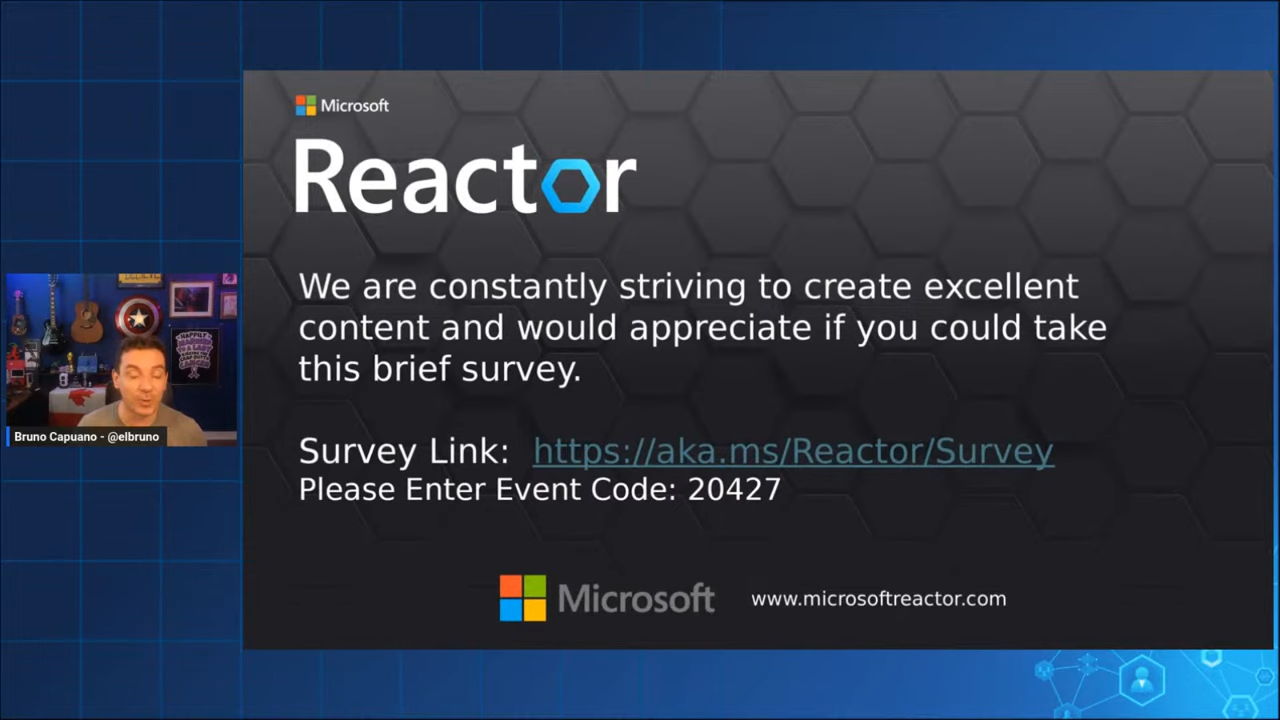 Microsoft
Reactor
We are constantly striving to create excellent
content and would appreciate if you could take
this brief survey.
Survey Link: https://aka.ms/Reactor/Survey
Please Enter Event Code: 20427
Bruno Capuano - @elbruno
Microsoft
www.microsoftreactor.com